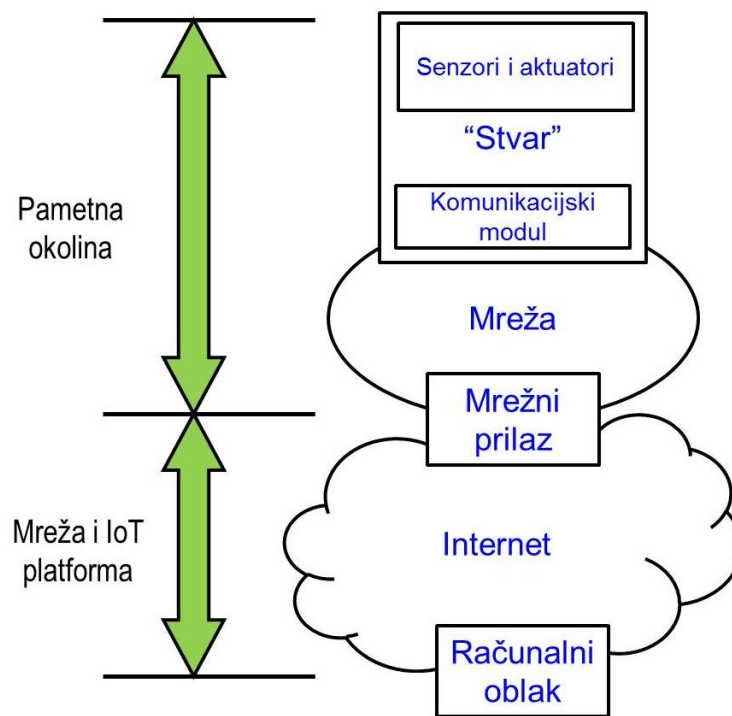 Senzori i aktuatori
“Stvar”
Komunikacijski
modul
Pametna
okolina
Mreža
Mrežni
prilaz
Mreža i IoT
platforma
Internet
Računalni
oblak